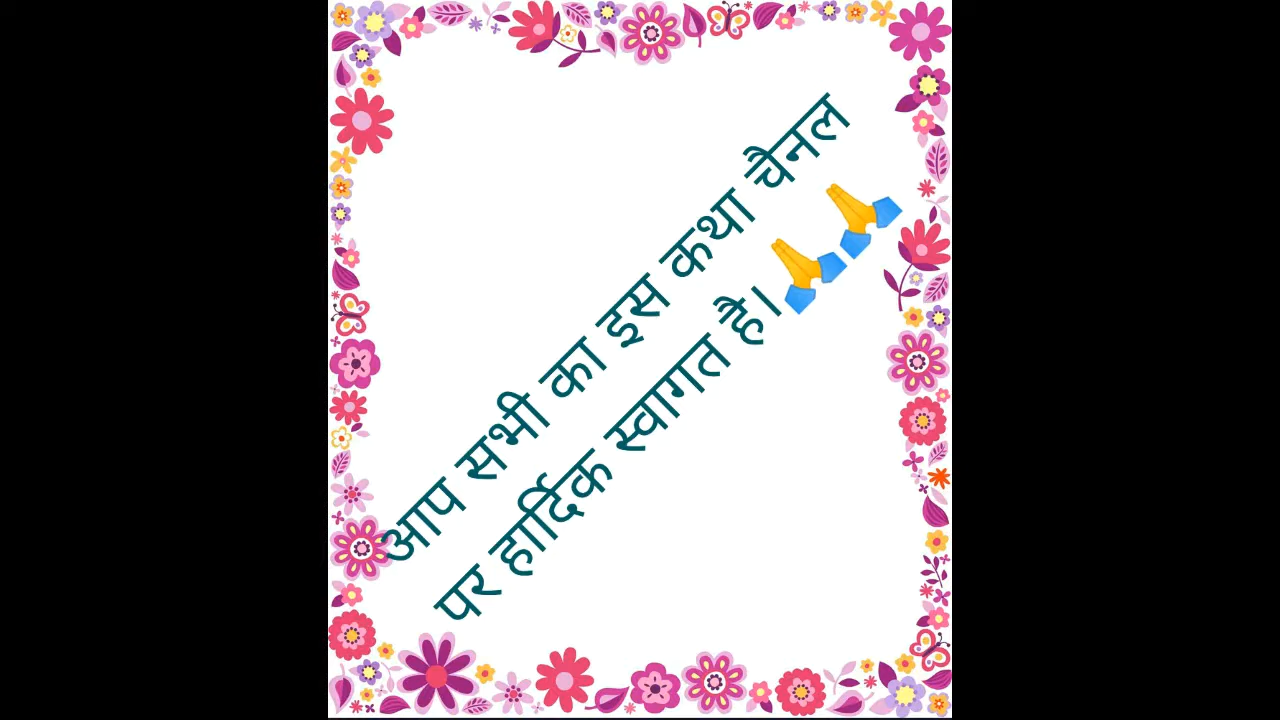 आप सभी का इस कथा चैनल
पर हार्दिक स्वागत है।🙏🙏